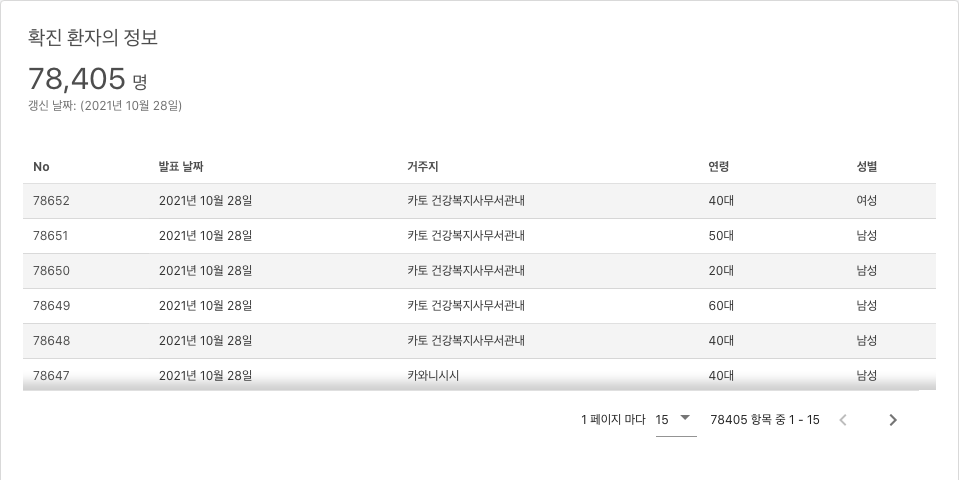 확진 환자의 정보
78,405 명
갱신 날짜: (2021년 10월 28일)
No 발표 날짜 거주지 연령 성별
78652 2021년 10월 28일 카토 건강복지사무서관내 40대 여성
78651 2021년 10월 28일 카토 건강복지사무서관내 50대 남성
78650 2021년 10월 28일 카토 건강복지사무서관내 20대 남성
78649 2021년 10월 28일 카토 건강복지사무서관내 60대 남성
78648 2021년 10월 28일 카토 건강복지사무서관내 40대 남성
78647 2021년 10월 28일 카와니시시 40대 남성
1 페이지 마다 15 78405 항목 중 1 - 15